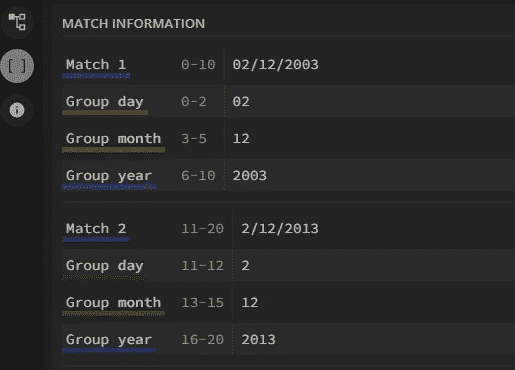 MATCH INFORMATION
Match 1 0-10 02/12/2003
Group day 0-2 02
Group month 3-5 12
Group year 6-10 2003
Match 2 11-20 2/12/2013
Group day 11-12 2
Group month 13-15 12
Group year 16-20 2013